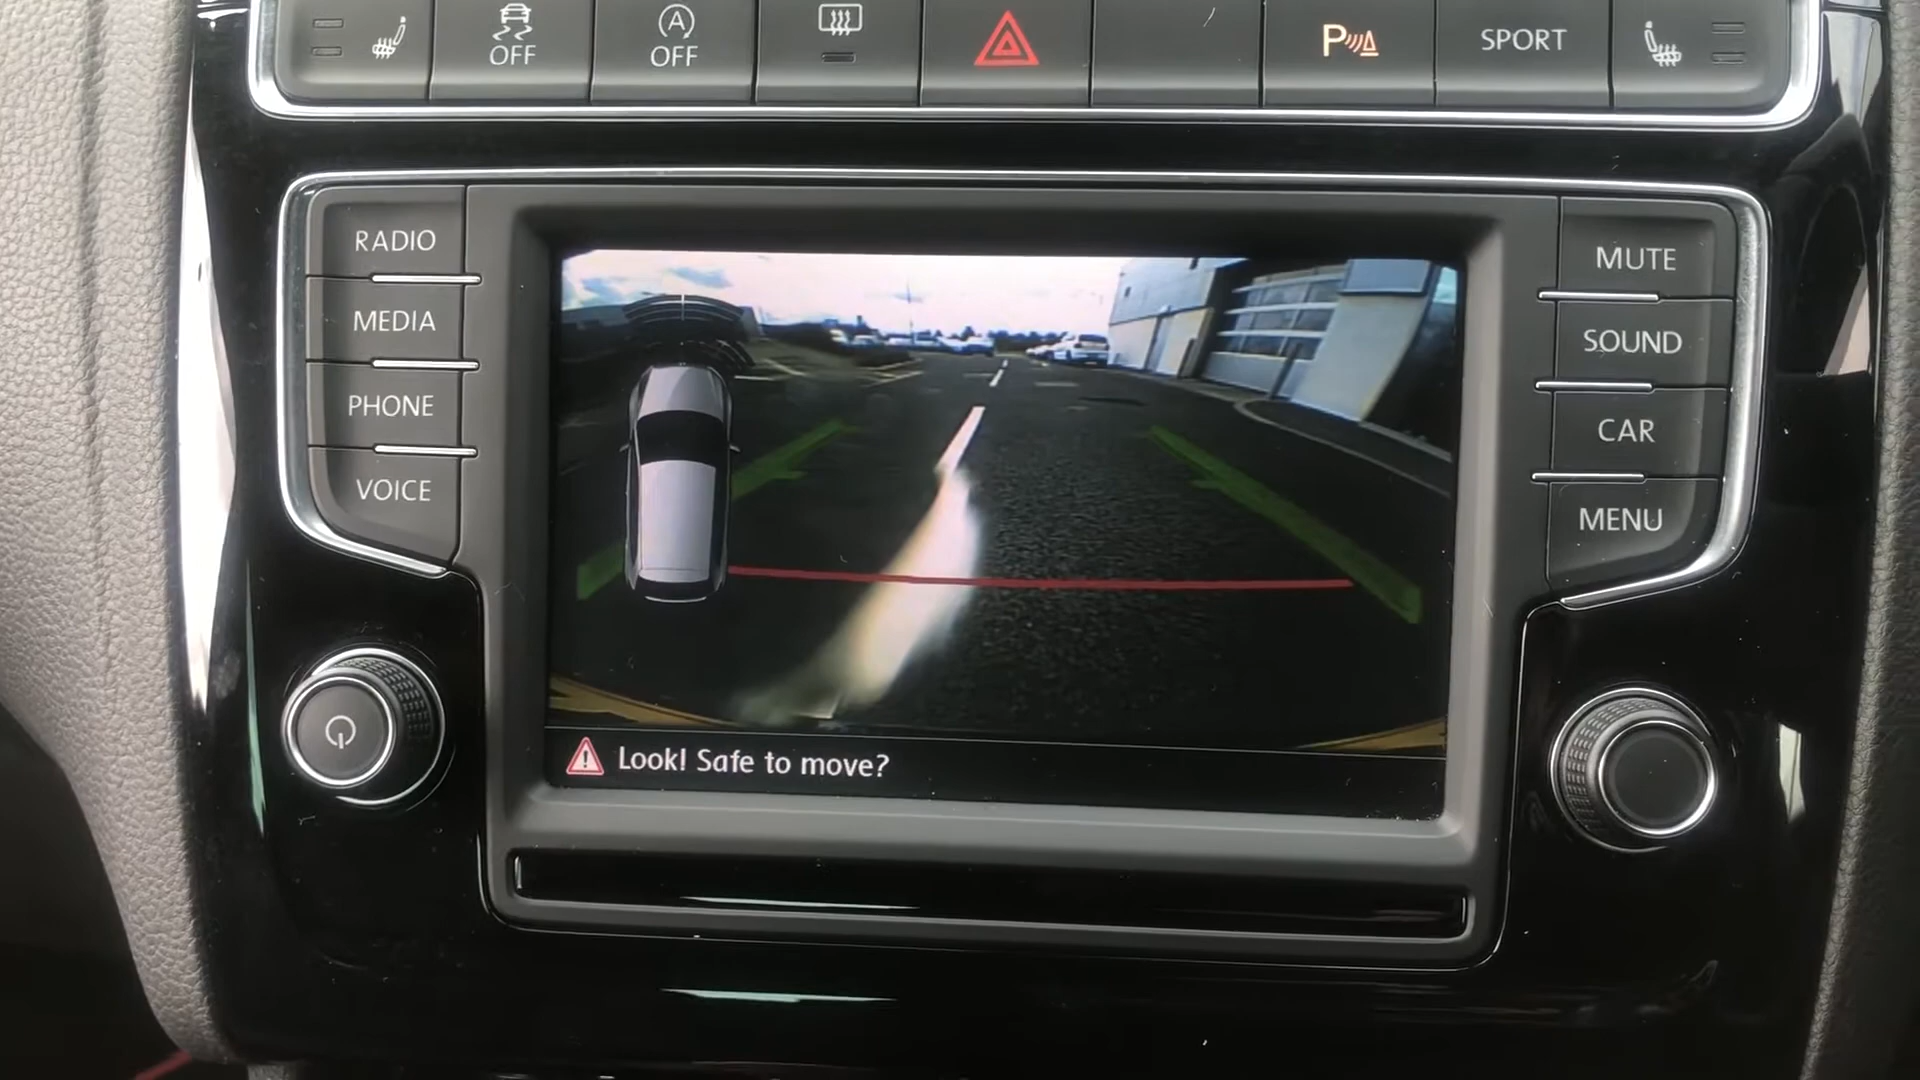 OFF
A
OFF
P
SPORT
RADIO
MEDIA
PHONE
VOICE
MUTE
SOUND
CAR
MENU
Look! Safe to move?